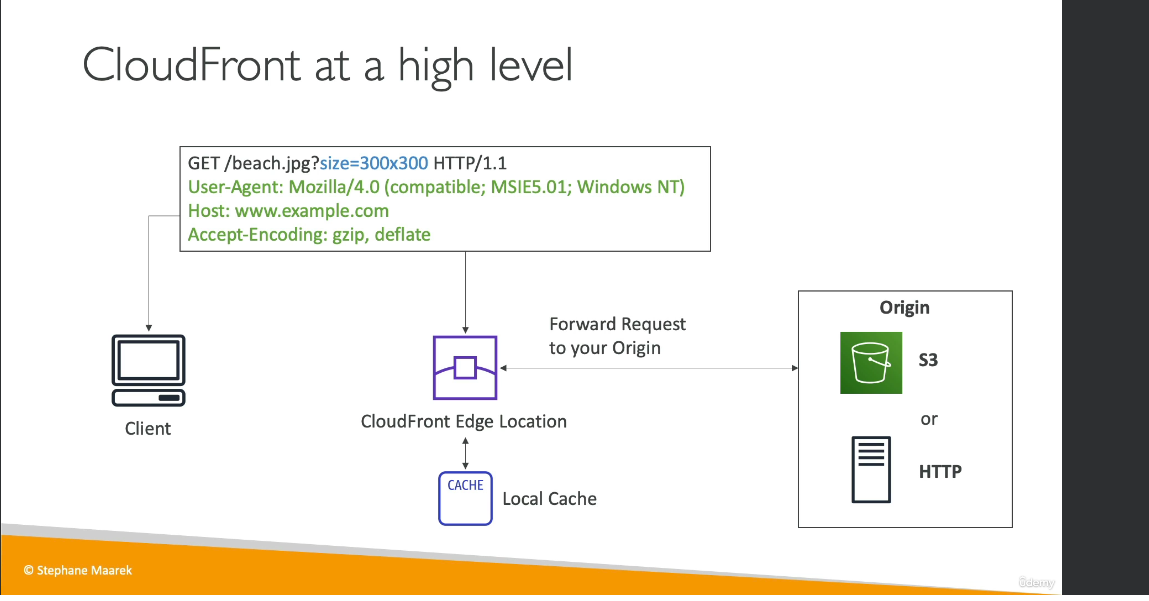 CloudFront at a high level
GET /beach.jpg?size=300x300 HTTP/1.1
User-Agent: Mozilla/4.0 (compatible; MSIE5.01; Windows NT)
Host: www.example.com
Accept-Encoding: gzip, deflate
Client
Forward Request
to your Origin
CloudFront Edge Location
CACHE
Local Cache
Origin
S3
or
HTTP
© Stephane Maarek
Udemy